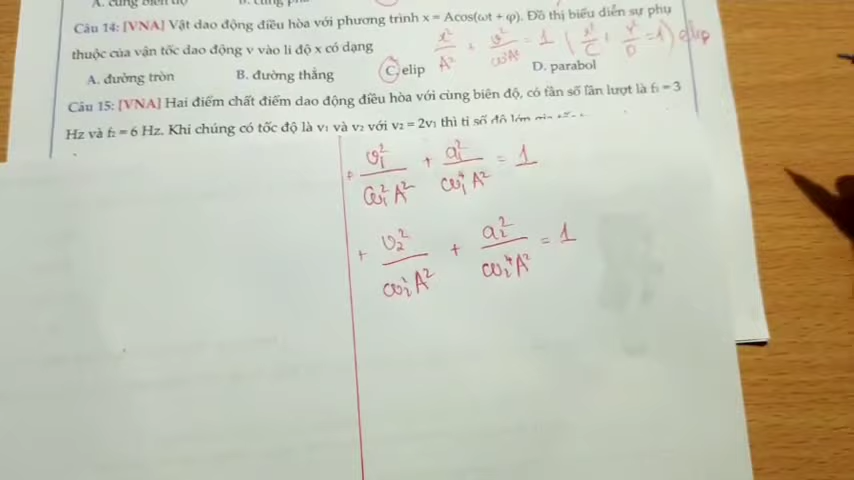 Câu 14: [VNA] Vật dao động điều hòa với phương trình x = Acos(ωt + φ). Đồ thị biểu diễn sự phụ
thuộc của vận tốc dao động v vào li độ x có dạng
x²/A² + v²/ω²A² = 1 (x²/C + v²/D = 1) elip
A. đường tròn B. đường thẳng C. elip D. parabol
Câu 15: [VNA] Hai điểm chất điểm dao động điều hòa với cùng biên độ, có tần số lần lượt là f₁ = 3
Hz và f₂ = 6 Hz. Khi chúng có tốc độ là v₁ và v₂ với v₂ = 2v₁ thì tỉ số độ lớn
+ v₁²/ω₁²A² + a₁²/ω₁⁴A² = 1
+ v₂²/ω₂²A² + a₂²/ω₂⁴A² = 1